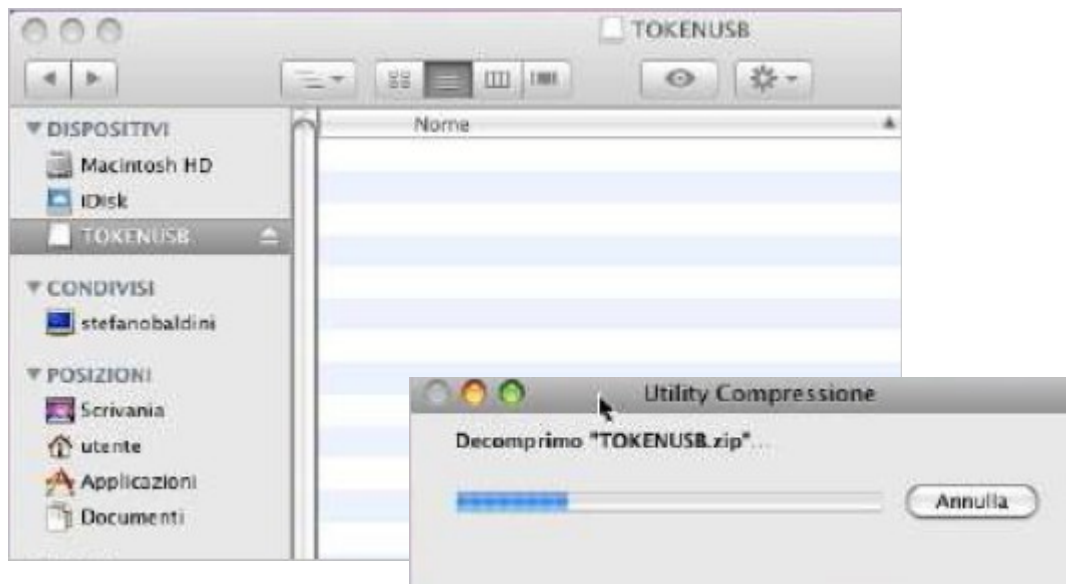 TOKENUSB
Nome
DISPOSITIVI
Macintosh HD
iDisk
TOKENUSB
CONDIVISI
stefanobaldini
POSIZIONI
Scrivania
utente
Applicazioni
Documenti
Utility Compressione
Decomprimo "TOKENUSB.zip"...
Annulla